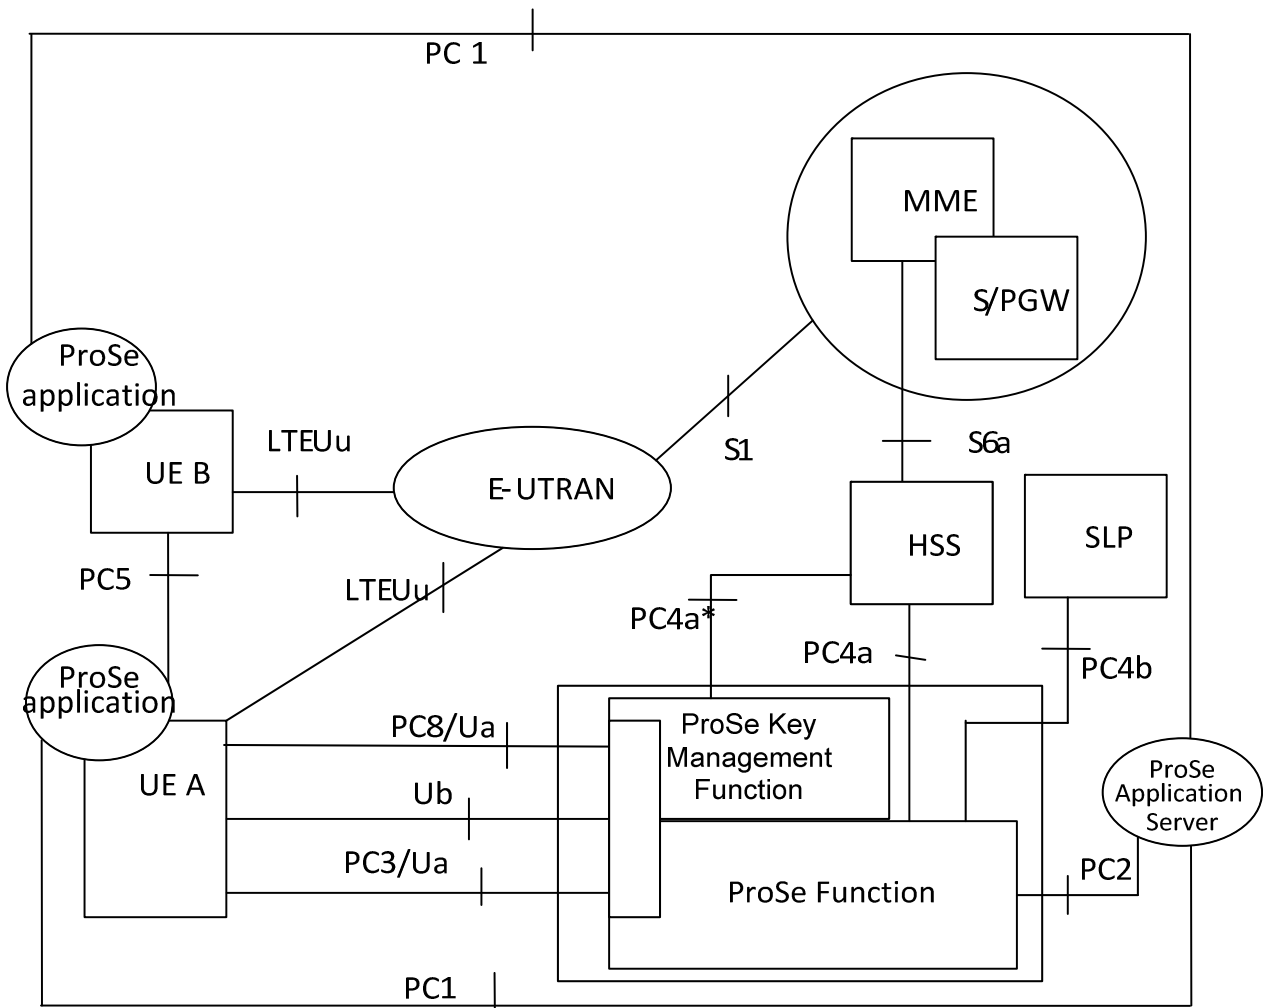 PC 1
MME
S/PGW
ProSe
application
LTEUu
UE B
E-UTRAN
S1
S6a
HSS
SLP
PC5
LTEUu
PC4a*
PC4a
PC4b
ProSe
application
UE A
PC8/Ua
ProSe Key
Management
Function
Ub
ProSe
Application
Server
PC3/Ua
ProSe Function
PC2
PC1